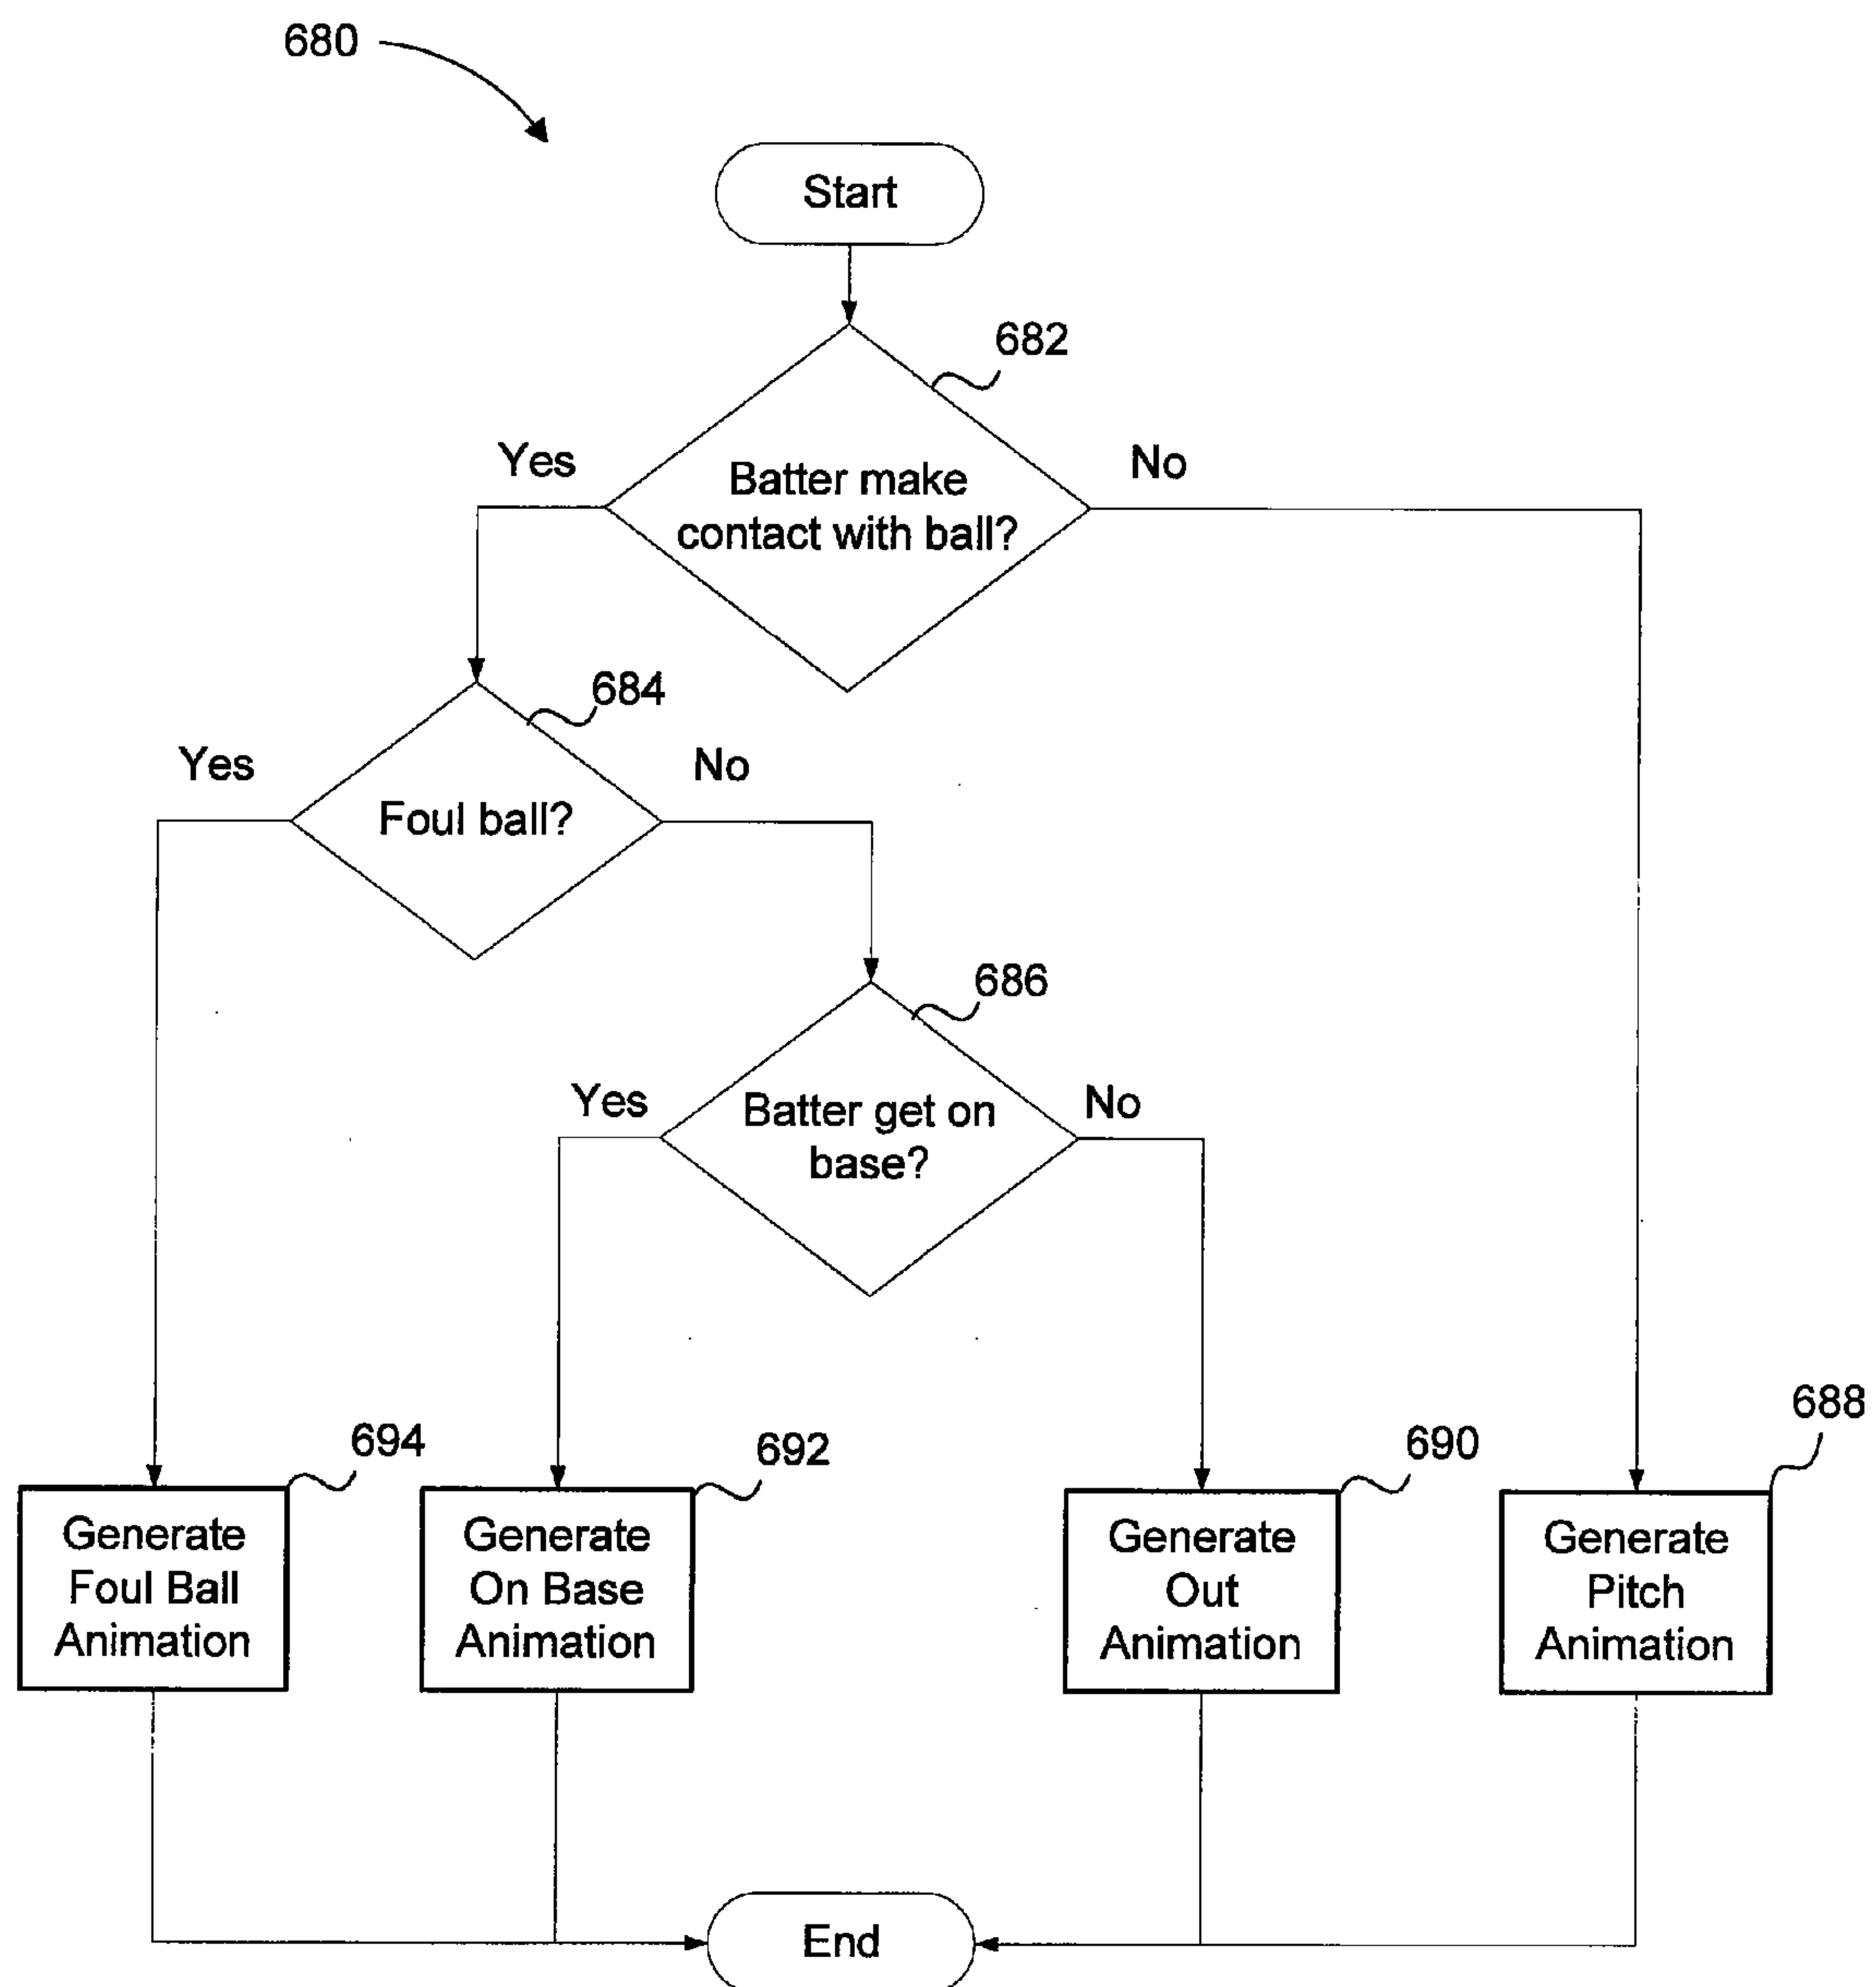 680
Start
682
Yes
No
Batter make
contact with ball?
684
Yes
No
Foul ball?
686
Yes
No
Batter get on
base?
694
692
690
688
Generate
Foul Ball
Animation
Generate
On Base
Animation
Generate
Out
Animation
Generate
Pitch
Animation
End